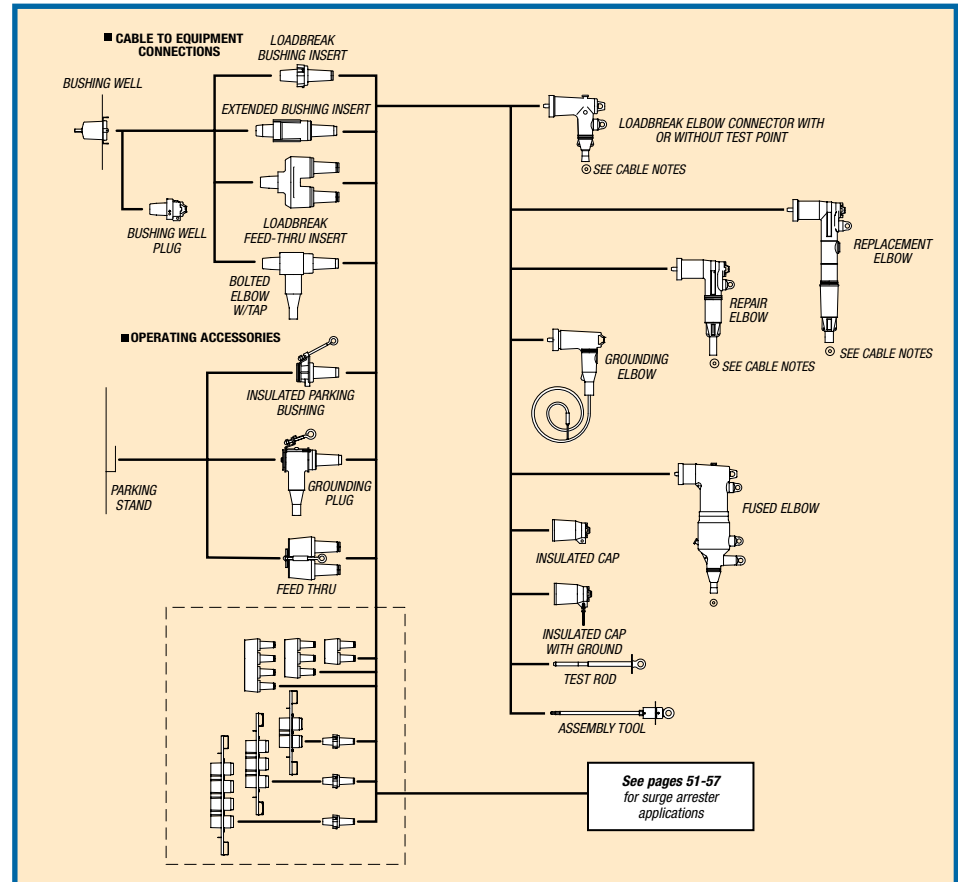 ■ CABLE TO EQUIPMENT
CONNECTIONS
LOADBREAK
BUSHING INSERT
BUSHING WELL
EXTENDED BUSHING INSERT
BUSHING WELL
PLUG
LOADBREAK
FEED-THRU INSERT
BOLTED
ELBOW
W/TAP
■ OPERATING ACCESSORIES
INSULATED PARKING
BUSHING
PARKING
STAND
GROUNDING
PLUG
FEED THRU
LOADBREAK ELBOW CONNECTOR WITH
OR WITHOUT TEST POINT
SEE CABLE NOTES
REPLACEMENT
ELBOW
SEE CABLE NOTES
REPAIR
ELBOW
SEE CABLE NOTES
GROUNDING
ELBOW
FUSED ELBOW
INSULATED CAP
INSULATED CAP
WITH GROUND
TEST ROD
ASSEMBLY TOOL
See pages 51-57
for surge arrester
applications